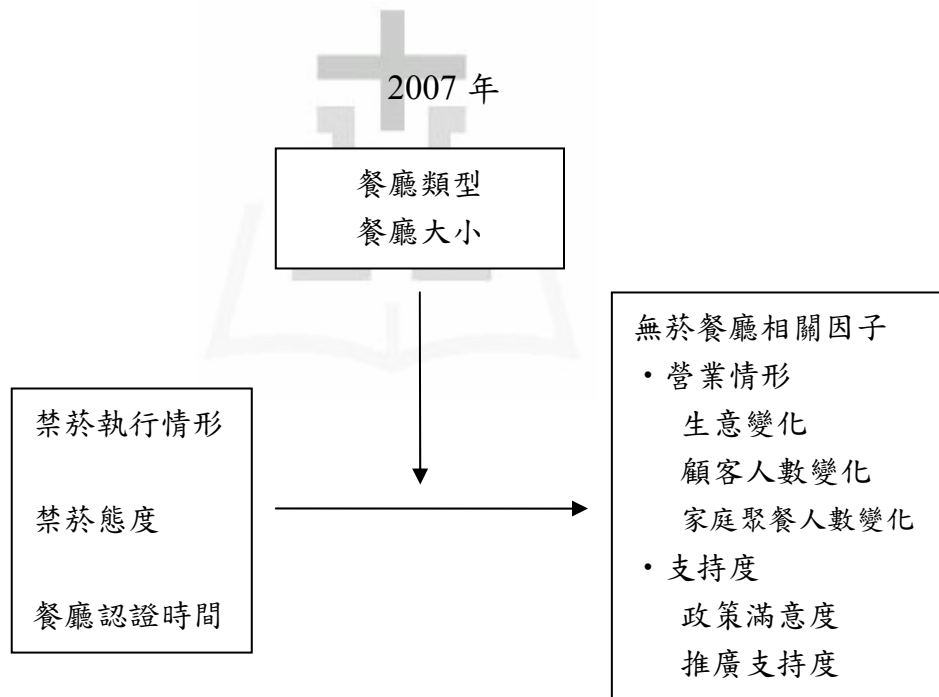 2007 年
餐廳類型
餐廳大小
禁菸執行情形
禁菸態度
餐廳認證時間
無菸餐廳相關因子
・營業情形
生意變化
顧客人數變化
家庭聚餐人數變化
・支持度
政策滿意度
推廣支持度